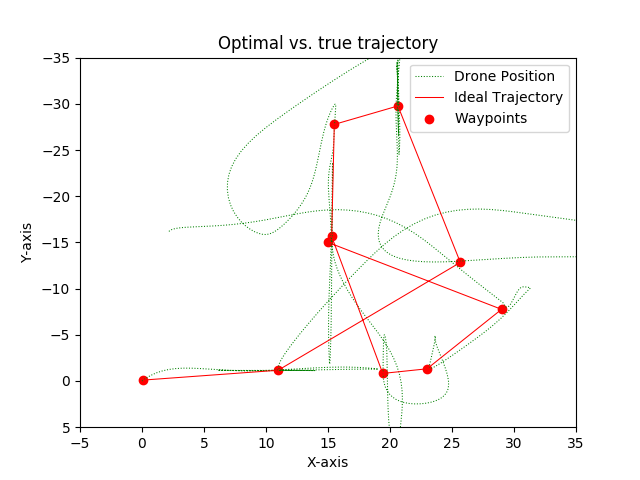 Optimal vs. true trajectory
Drone Position
Ideal Trajectory
Waypoints
Y-axis
−35
−30
−25
−20
−15
−10
−5
0
5
−5 0 5 10 15 20 25 30 35
X-axis